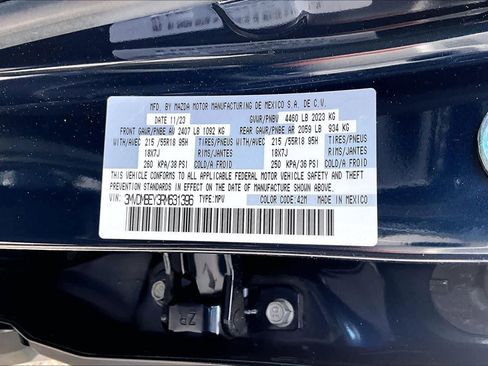 MFD. BY MAZDA MOTOR MANUFACTURING DE MEXICO S.A. DE C.V.
DATE 11/23 GVWR/PNBV 4460 LB 2023 KG
FRONT GAWR/PNBE AV 2407 LB 1092 KG REAR GAWR/PNBE AR 2059 LB 934 KG
WITH/AVEC 215 /55R18 95H TIRES/PNEUS WITH/AVEC 215 /55R18 95H TIRES/PNEUS
18X7J RIMS/JANTES 18X7J RIMS/JANTES
260 KPA/38 PSI COLD/A FROID 250 KPA/36 PSI COLD/A FROID
THIS VEHICLE CONFORMS TO ALL APPLICABLE FEDERAL MOTOR VEHICLE SAFETY, BUMPER, AND
THEFT PREVENTION STANDARDS IN EFFECT ON THE DATE OF MANUFACTURE SHOWN ABOVE.
VIN: 3MVDMBEY3RM631396 TYPE:MPV COLOR CODE:42M
ZR